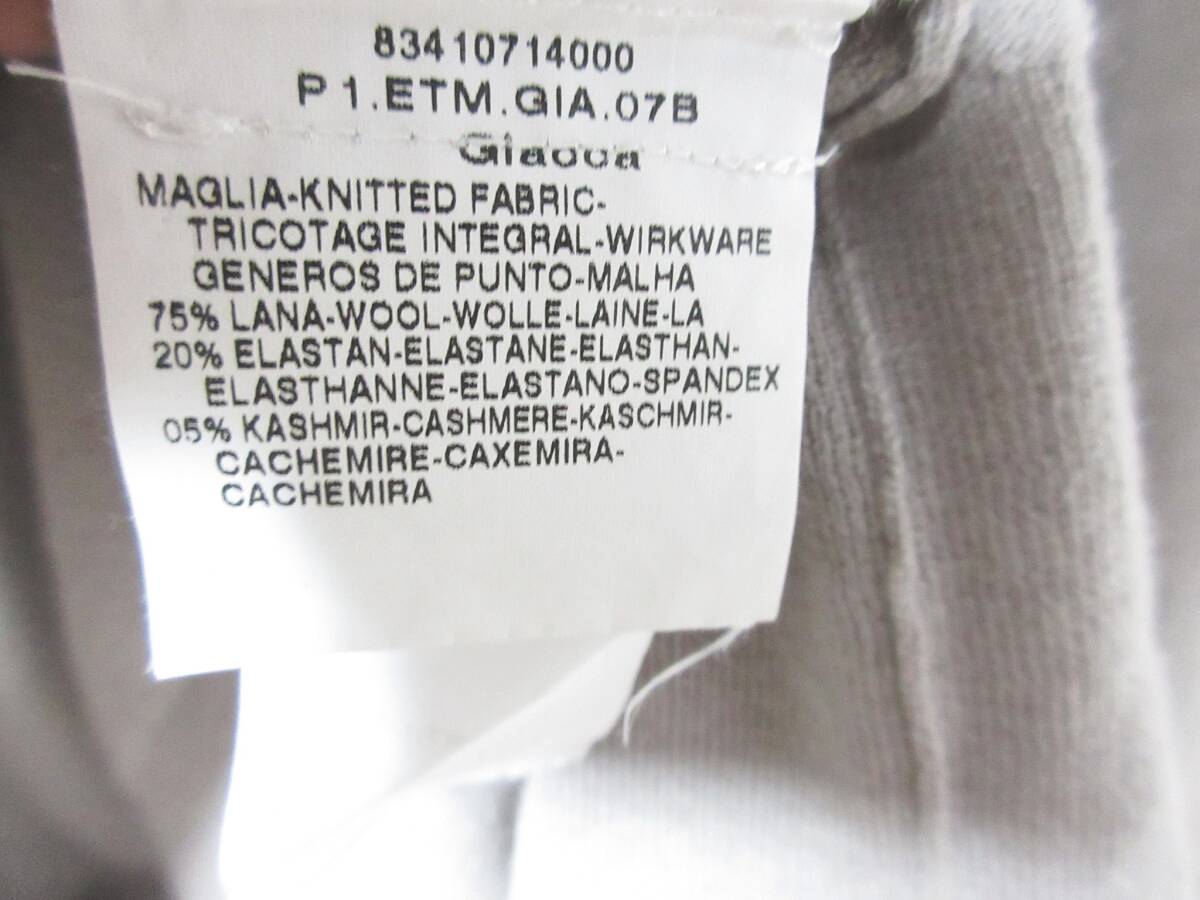 83410714000
P1.ETM.GIA.07B
Giacca
MAGLIA-KNITTED FABRIC-
TRICOTAGE INTEGRAL-WIRKWARE
GENEROS DE PUNTO-MALHA
75% LANA-WOOL-WOLLE-LAINE-LA
20% ELASTAN-ELASTANE-ELASTHAN-
ELASTHANNE-ELASTANO-SPANDEX
05% KASHMIR-CASHMERE-KASCHMIR-
CACHEMIRE-CAXEMIRA-
CACHEMIRA